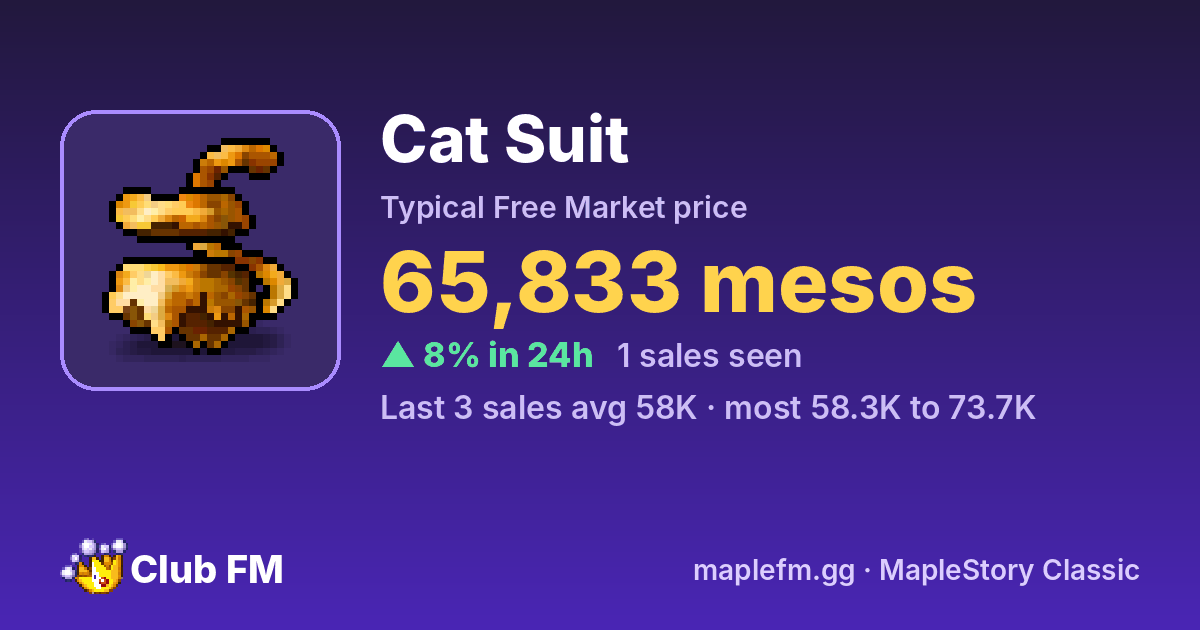 Cat Suit
Typical Free Market price
65,833 mesos
▲ 8% in 24h 1 sales seen
Last 3 sales avg 58K · most 58.3K to 73.7K
Club FM
maplefm.gg · MapleStory Classic